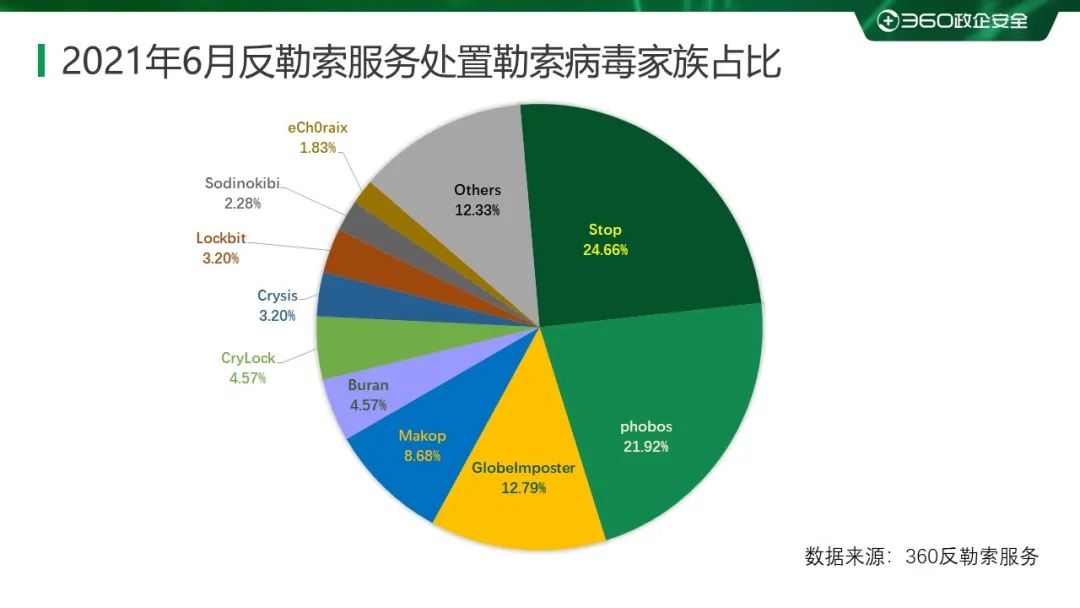 360政企安全
2021年6月反勒索服务处置勒索病毒家族占比
eCh0raix
1.83%
Others
12.33%
Sodinokibi
2.28%
Stop
24.66%
Lockbit
3.20%
Crysis
3.20%
CryLock
4.57%
Buran
4.57%
Makop
8.68%
phobos
21.92%
GlobeImposter
12.79%
数据来源：360反勒索服务